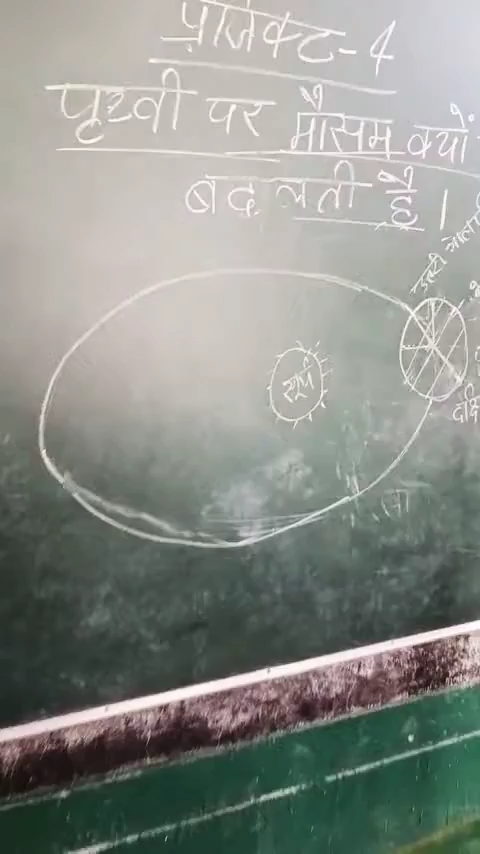 प्रोजेक्ट-4
पृथ्वी पर मौसम क्यों
बदलती है।
सूर्य